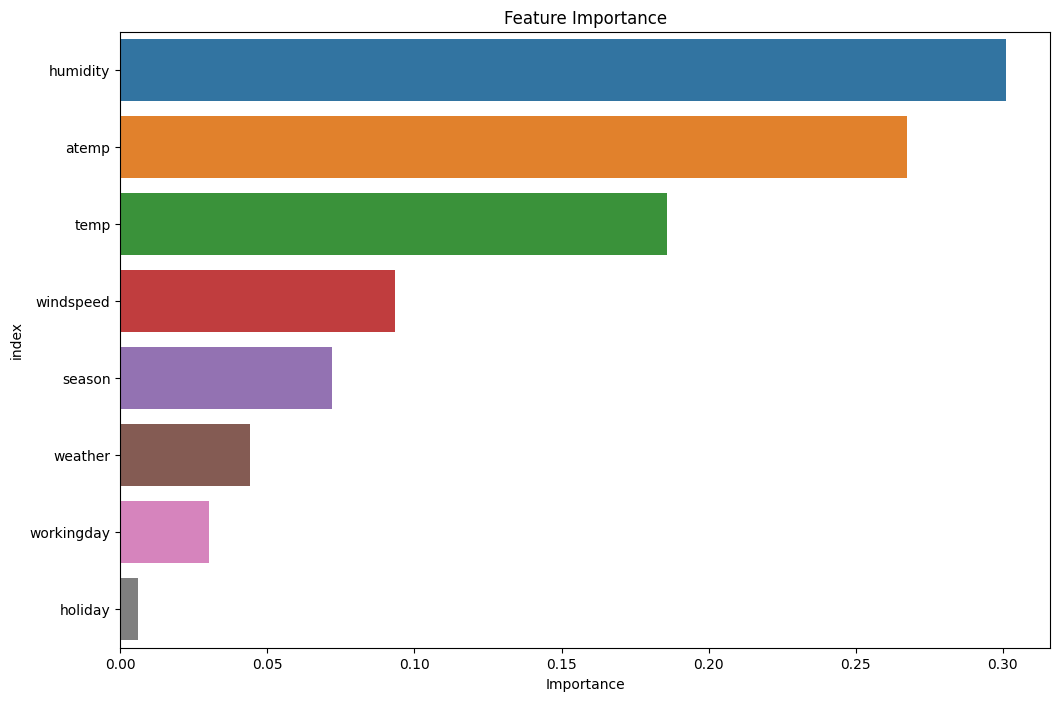 Feature Importance
humidity
atemp
temp
windspeed
season
weather
workingday
holiday
index
0.00 0.05 0.10 0.15 0.20 0.25 0.30
Importance